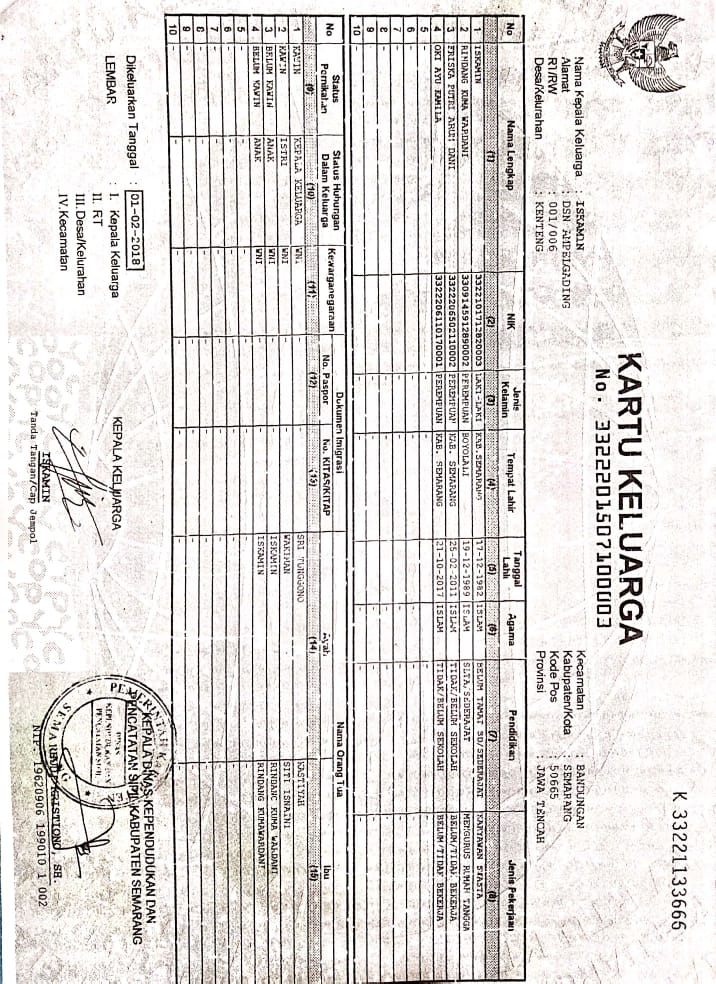 K 33221133666
KARTU KELUARGA
No. 3322201507100003
Nama Kepala Keluarga : ISKAMIN
Alamat : DSN AMPELGADING
RT/RW : 001/006
Desa/Kelurahan : KENTENG
Kecamatan : BANDUNGAN
Kabupaten/Kota : SEMARANG
Kode Pos : 50665
Provinsi : JAWA TENGAH
No Nama Lengkap NIK Jenis Kelamin Tempat Lahir Tanggal Lahir Agama Pendidikan Jenis Pekerjaan
(1) (2) (3) (4) (5) (6) (7) (8)
1 ISKAMIN 3322101712820003 LAKI-LAKI KAB. SEMARANG 17-12-1982 ISLAM BELUM TAMAT SD/SEDERAJAT KARYAWAN SWASTA
2 RINDANG KUMA WARDANI 3309145912890002 PEREMPUAN BOYOLALI 19-12-1989 ISLAM SLTA/SEDERAJAT MENGURUS RUMAH TANGGA
3 FRISKA PUTRI ARUM DANI 3322206502110002 PEREMPUAN KAB. SEMARANG 25-02-2011 ISLAM TIDAK/BELUM SEKOLAH BELUM/TIDAK BEKERJA
4 OKI AYU KAMILA 3322206110170001 PEREMPUAN KAB. SEMARANG 21-10-2017 ISLAM TIDAK/BELUM SEKOLAH BELUM/TIDAK BEKERJA
5 - - - - - - - -
6 - - - - - - - -
7 - - - - - - - -
8 - - - - - - - -
9 - - - - - - - -
10 - - - - - - - -
No Status Pernikahan Status Hubungan Dalam Keluarga Kewarganegaraan Dokumen Imigrasi Nama Orang Tua
No. Paspor No. KITAS/KITAP Ayah Ibu
(9) (10) (11) (12) (13) (14) (15)
1 KAWIN KEPALA KELUARGA WNI - - SRI TUNGGONO KASTIYAH
2 KAWIN ISTRI WNI - - WAKIMAN SITI ISNAINI
3 BELUM KAWIN ANAK WNI - - ISKAMIN RINDANG KUMA WARDANI
4 BELUM KAWIN ANAK WNI - - ISKAMIN RINDANG KUMAWARDANI
5 - - - - - - -
6 - - - - - - -
7 - - - - - - -
8 - - - - - - -
9 - - - - - - -
10 - - - - - - -
Dikeluarkan Tanggal : 01-02-2018
LEMBAR : I. Kepala Keluarga
II. RT
III. Desa/Kelurahan
IV. Kecamatan
KEPALA KELUARGA
ISKAMIN
Tanda Tangan/Cap Jempol
KEPALA DINAS KEPENDUDUKAN DAN
PENCATATAN SIPIL KABUPATEN SEMARANG
PEMERINTAH KAB
DINAS
KEPENDUDUKAN DAN
PENCATATAN SIPIL
SEMARANG
NIP. 19620906 199010 1 002